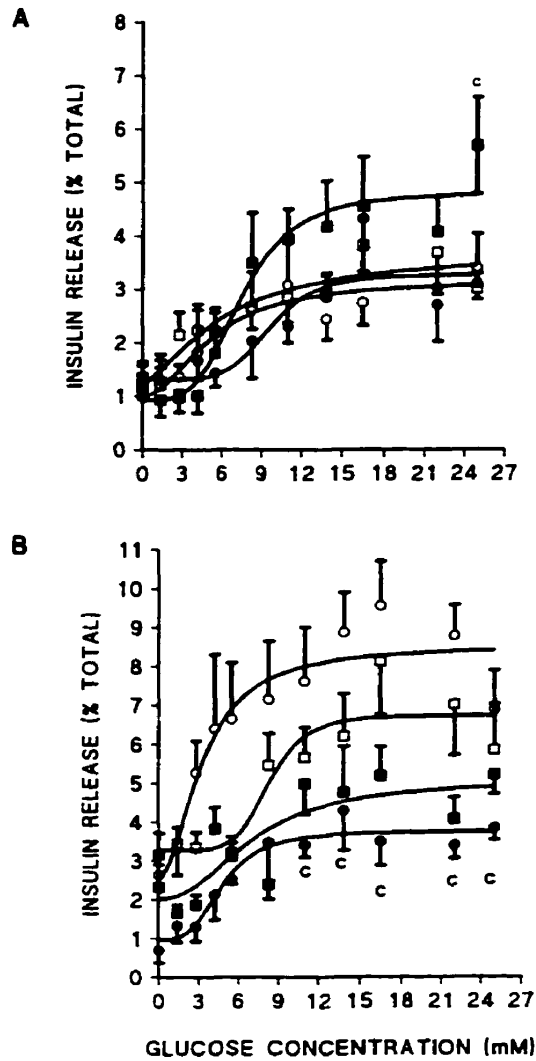 A
INSULIN RELEASE (% TOTAL)
8
7
6
5
4
3
2
1
0
c
0 3 6 9 12 15 18 21 24 27
B
INSULIN RELEASE (% TOTAL)
11
10
9
8
7
6
5
4
3
2
1
0
c c c c c
0 3 6 9 12 15 18 21 24 27
GLUCOSE CONCENTRATION (mM)